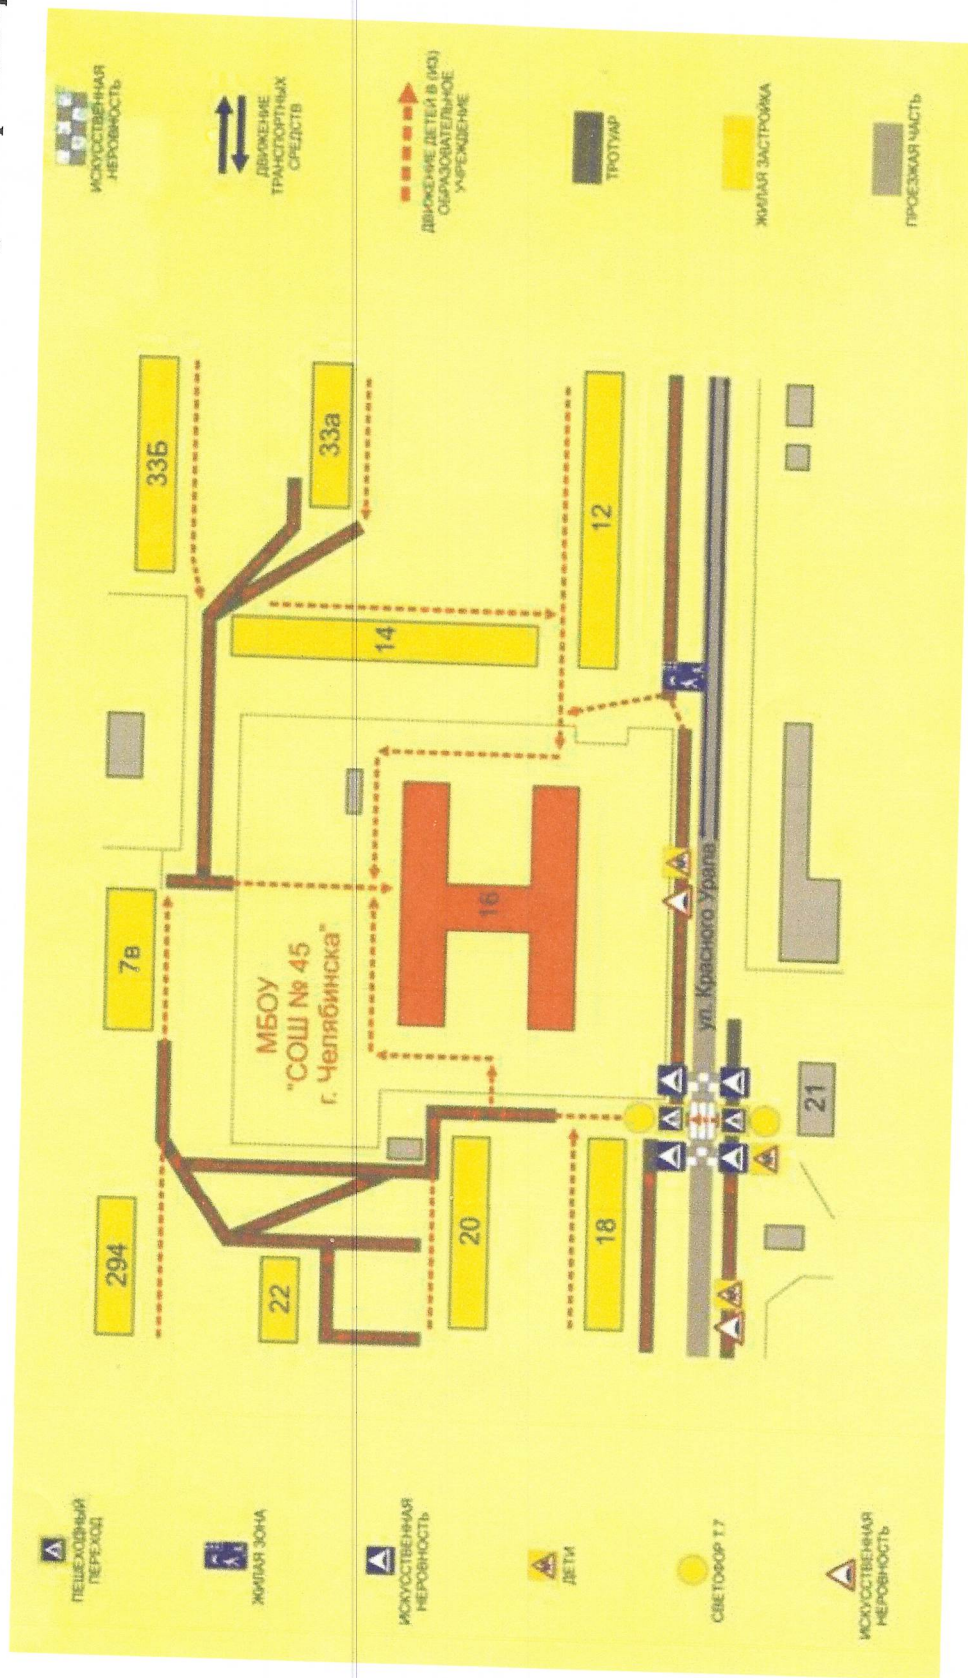 ПЕШЕХОДНЫЙ
ПЕРЕХОД
ЖИЛАЯ ЗОНА
ИСКУССТВЕННАЯ
НЕРОВНОСТЬ
ДЕТИ
СВЕТОФОР Т.7
ИСКУССТВЕННАЯ
НЕРОВНОСТЬ
294
22
20
18
7в
МБОУ
"СОШ № 45
г. Челябинска"
16
ул. Красного Урала
21
14
33Б
33а
12
ИСКУССТВЕННАЯ
НЕРОВНОСТЬ
ДВИЖЕНИЕ
ТРАНСПОРТНЫХ
СРЕДСТВ
ДВИЖЕНИЕ ДЕТЕЙ В (ИЗ)
ОБРАЗОВАТЕЛЬНОЕ
УЧРЕЖДЕНИЕ
ТРОТУАР
ЖИЛАЯ ЗАСТРОЙКА
ПРОЕЗЖАЯ ЧАСТЬ